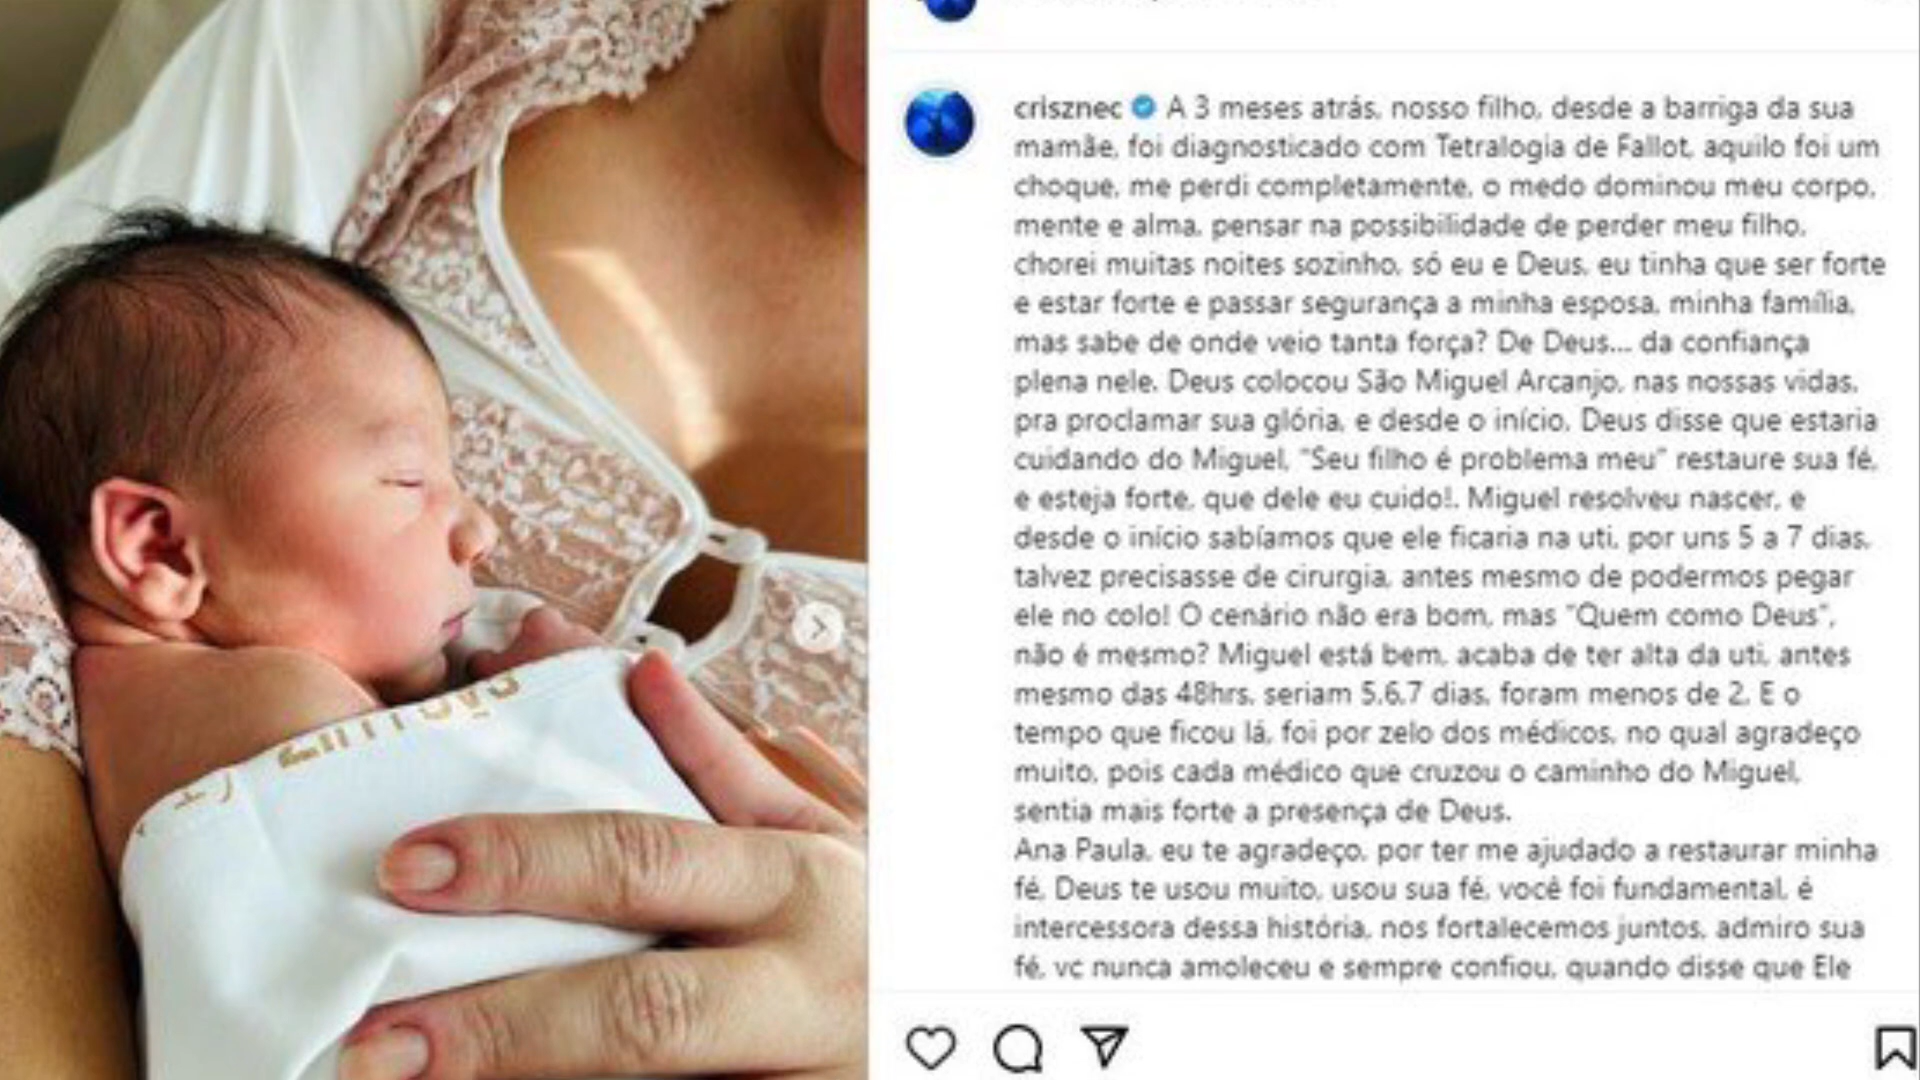 crisznec A 3 meses atrás, nosso filho, desde a barriga da sua
mamãe, foi diagnosticado com Tetralogia de Fallot, aquilo foi um
choque, me perdi completamente, o medo dominou meu corpo,
mente e alma, pensar na possibilidade de perder meu filho,
chorei muitas noites sozinho, só eu e Deus, eu tinha que ser forte
e estar forte e passar segurança a minha esposa, minha família,
mas sabe de onde veio tanta força? De Deus... da confiança
plena nele. Deus colocou São Miguel Arcanjo, nas nossas vidas,
pra proclamar sua glória, e desde o início, Deus disse que estaria
cuidando do Miguel, "Seu filho é problema meu" restaure sua fé,
e esteja forte, que dele eu cuido!. Miguel resolveu nascer, e
desde o início sabíamos que ele ficaria na uti, por uns 5 a 7 dias,
talvez precisasse de cirurgia, antes mesmo de podermos pegar
ele no colo! O cenário não era bom, mas "Quem como Deus",
não é mesmo? Miguel está bem, acaba de ter alta da uti, antes
mesmo das 48hrs, seriam 5,6,7 dias, foram menos de 2, E o
tempo que ficou lá, foi por zelo dos médicos, no qual agradeço
muito, pois cada médico que cruzou o caminho do Miguel,
sentia mais forte a presença de Deus.
Ana Paula, eu te agradeço, por ter me ajudado a restaurar minha
fé, Deus te usou muito, usou sua fé, você foi fundamental, é
intercessora dessa história, nos fortalecemos juntos, admiro sua
fé, vc nunca amoleceu e sempre confiou, quando disse que Ele